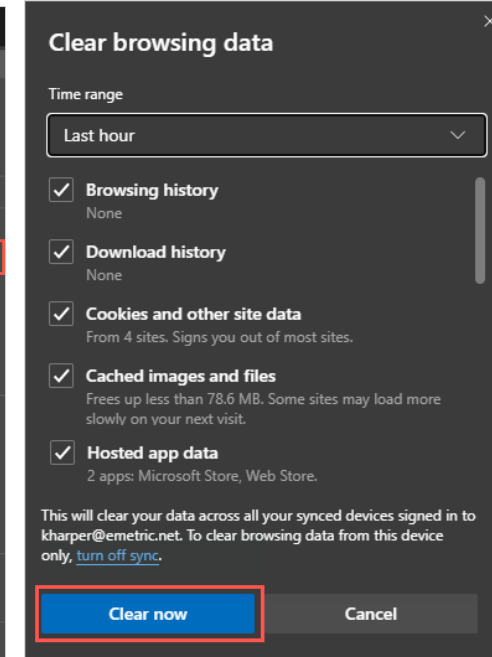 Clear browsing data
Time range
Last hour
Browsing history
None
Download history
None
Cookies and other site data
From 4 sites. Signs you out of most sites.
Cached images and files
Frees up less than 78.6 MB. Some sites may load more
slowly on your next visit.
Hosted app data
2 apps: Microsoft Store, Web Store.
This will clear your data across all your synced devices signed in to
kharper@emetric.net. To clear browsing data from this device
only, turn off sync.
Clear now
Cancel